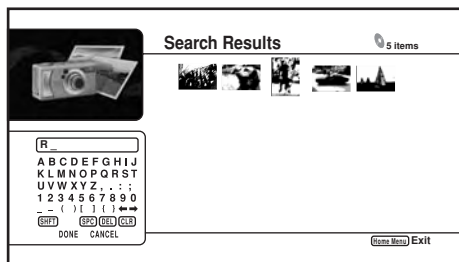 Search Results
5 items
R_
A B C D E F G H I J
K L M N O P Q R S T
U V W X Y Z , . : ;
1 2 3 4 5 6 7 8 9 0
_ – ( ) [ ] { } ⬅ ➡
SHFT SPC DEL CLR
DONE CANCEL
Home Menu Exit